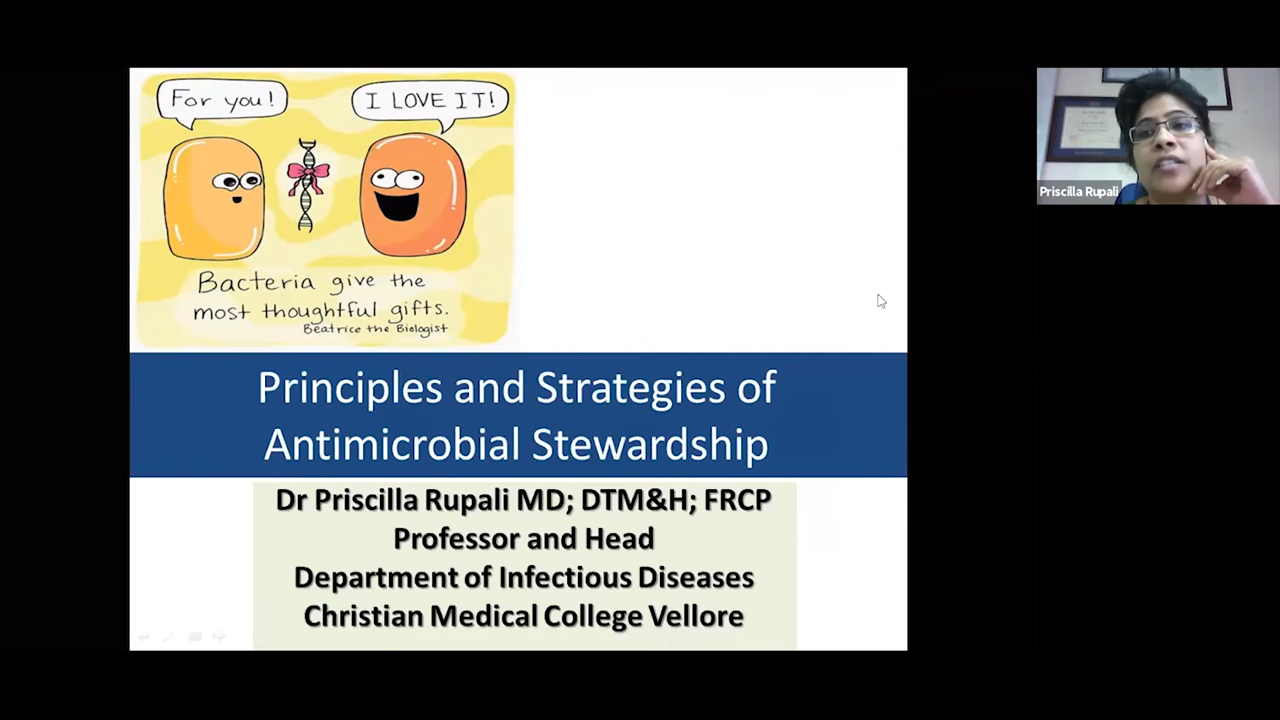 For you!
I LOVE IT!
Bacteria give the
most thoughtful gifts.
Beatrice the Biologist
Principles and Strategies of
Antimicrobial Stewardship
Dr Priscilla Rupali MD; DTM&H; FRCP
Professor and Head
Department of Infectious Diseases
Christian Medical College Vellore
Priscilla Rupali